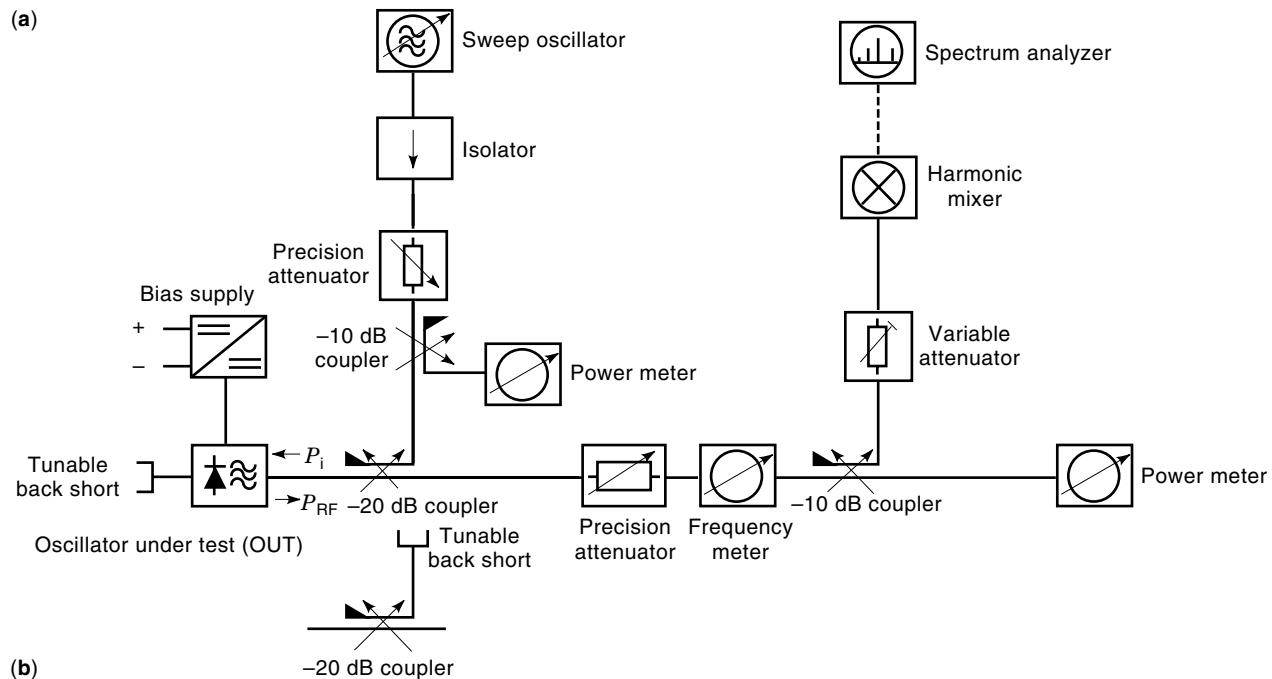 (a)
Sweep oscillator
Spectrum analyzer
Isolator
Harmonic
mixer
Precision
attenuator
Bias supply
+
–
–10 dB
coupler
Power meter
Variable
attenuator
Tunable
back short
Pi
PRF
–20 dB coupler
Oscillator under test (OUT)
Precision
attenuator
Frequency
meter
–10 dB coupler
Power meter
Tunable
back short
–20 dB coupler
(b)